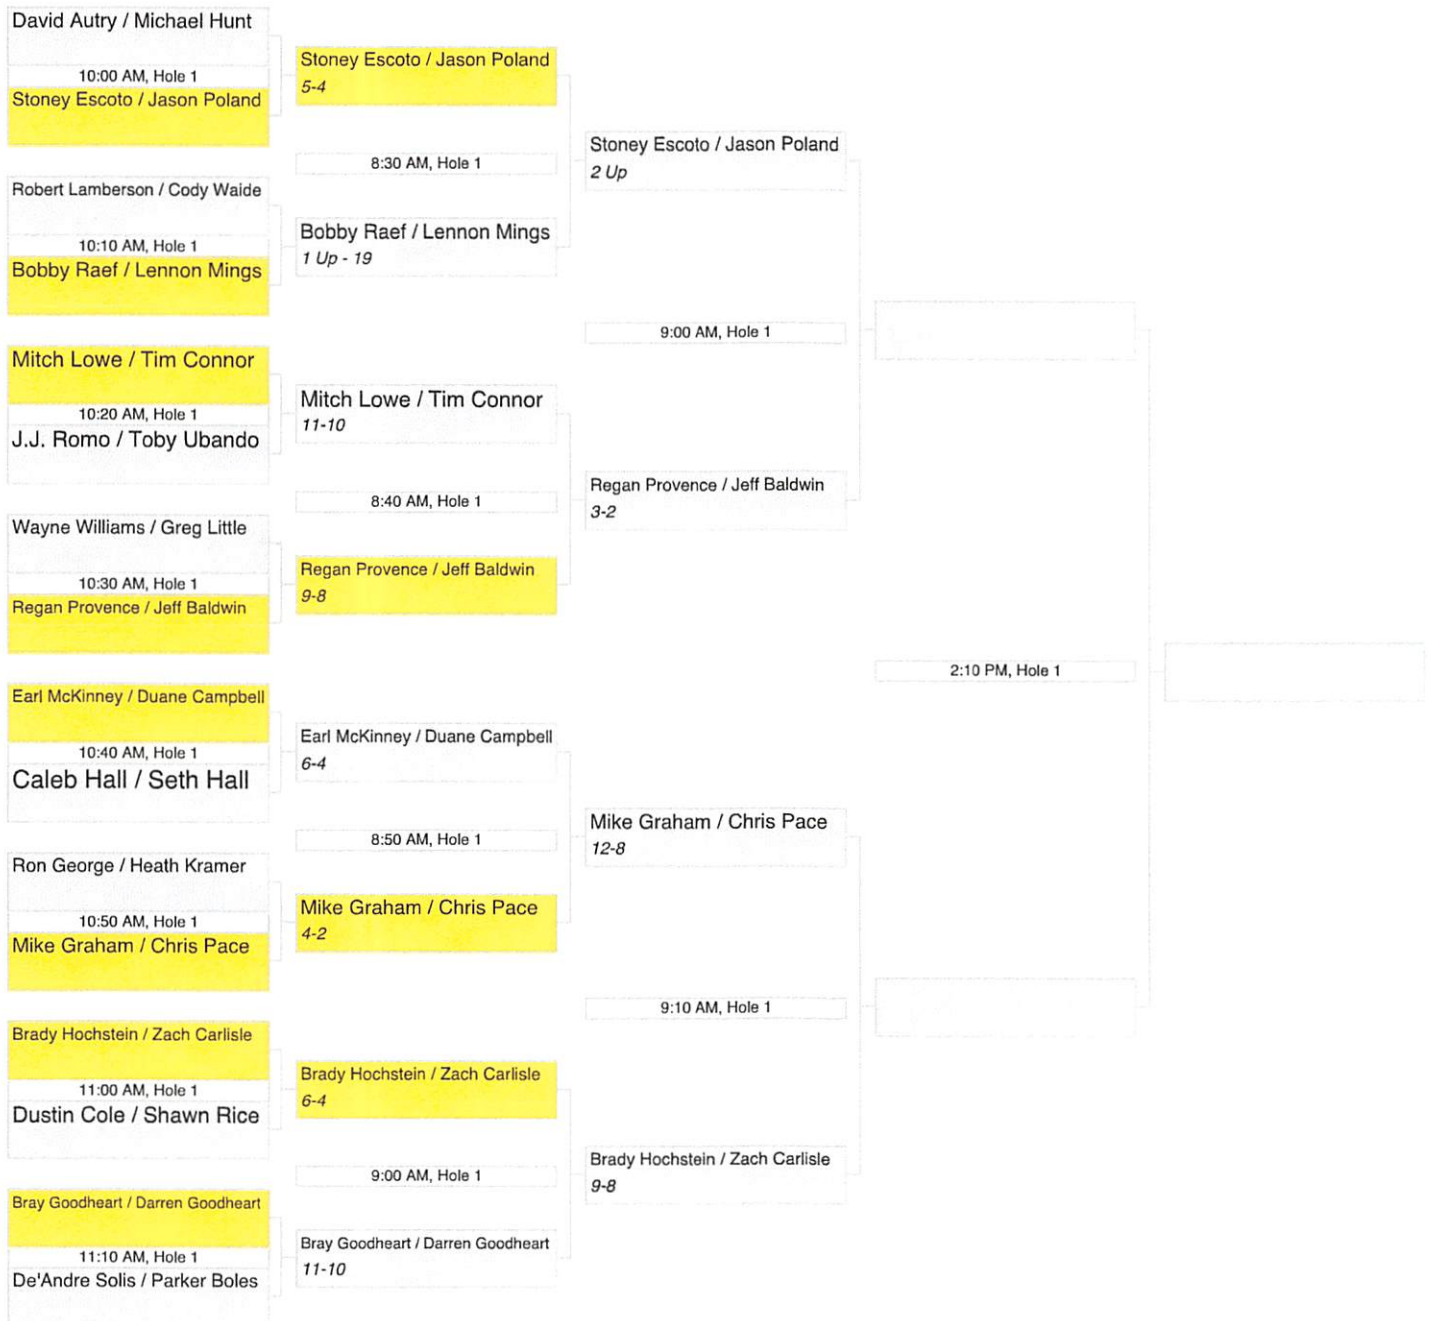 David Autry / Michael Hunt
10:00 AM, Hole 1
Stoney Escoto / Jason Poland
Robert Lamberson / Cody Waide
10:10 AM, Hole 1
Bobby Raef / Lennon Mings
Mitch Lowe / Tim Connor
10:20 AM, Hole 1
J.J. Romo / Toby Ubando
Wayne Williams / Greg Little
10:30 AM, Hole 1
Regan Provence / Jeff Baldwin
Earl McKinney / Duane Campbell
10:40 AM, Hole 1
Caleb Hall / Seth Hall
Ron George / Heath Kramer
10:50 AM, Hole 1
Mike Graham / Chris Pace
Brady Hochstein / Zach Carlisle
11:00 AM, Hole 1
Dustin Cole / Shawn Rice
Bray Goodheart / Darren Goodheart
11:10 AM, Hole 1
De'Andre Solis / Parker Boles
Stoney Escoto / Jason Poland
5-4
8:30 AM, Hole 1
Bobby Raef / Lennon Mings
1 Up - 19
Mitch Lowe / Tim Connor
11-10
8:40 AM, Hole 1
Regan Provence / Jeff Baldwin
9-8
Earl McKinney / Duane Campbell
6-4
8:50 AM, Hole 1
Mike Graham / Chris Pace
4-2
Brady Hochstein / Zach Carlisle
6-4
9:00 AM, Hole 1
Bray Goodheart / Darren Goodheart
11-10
Stoney Escoto / Jason Poland
2 Up
9:00 AM, Hole 1
Regan Provence / Jeff Baldwin
3-2
Mike Graham / Chris Pace
12-8
9:10 AM, Hole 1
Brady Hochstein / Zach Carlisle
9-8
2:10 PM, Hole 1